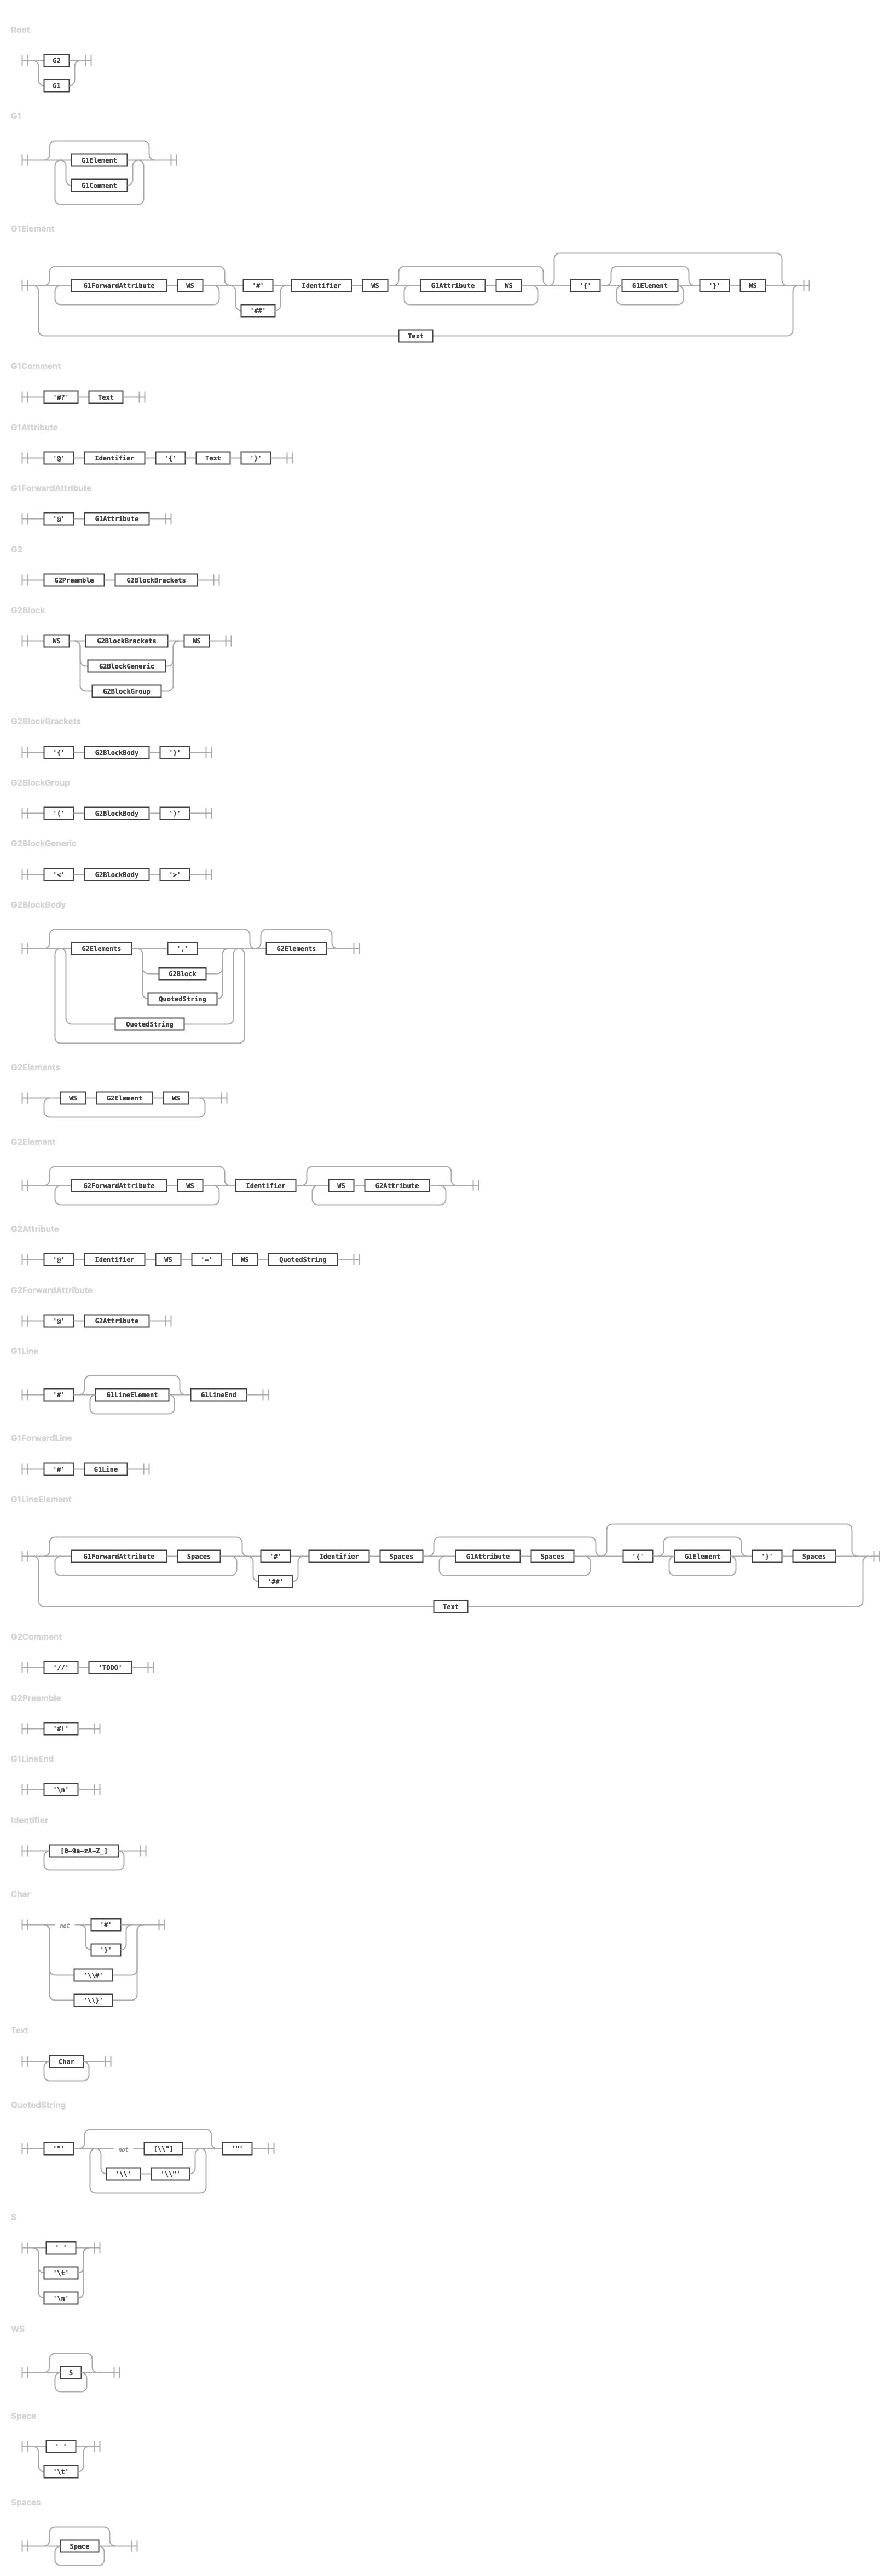 Root
G2
G1
G1
G1Element
G1Comment
G1Element
G1ForwardAttribute WS '#' Identifier WS G1Attribute WS '{' G1Element '}' WS
'##'
Text
G1Comment
'#?' Text
G1Attribute
'@' Identifier '{' Text '}'
G1ForwardAttribute
'@' G1Attribute
G2
G2Preamble G2BlockBrackets
G2Block
WS G2BlockBrackets WS
G2BlockGeneric
G2BlockGroup
G2BlockBrackets
'{' G2BlockBody '}'
G2BlockGroup
'(' G2BlockBody ')'
G2BlockGeneric
'<' G2BlockBody '>'
G2BlockBody
G2Elements ',' G2Elements
G2Block
QuotedString
QuotedString
G2Elements
WS G2Element WS
G2Element
G2ForwardAttribute WS Identifier WS G2Attribute
G2Attribute
'@' Identifier WS '=' WS QuotedString
G2ForwardAttribute
'@' G2Attribute
G1Line
'#' G1LineElement G1LineEnd
G1ForwardLine
'#' G1Line
G1LineElement
G1ForwardAttribute Spaces '#' Identifier Spaces G1Attribute Spaces '{' G1Element '}' Spaces
'##'
Text
G2Comment
'//' 'TODO'
G2Preamble
'#!'
G1LineEnd
'\n'
Identifier
[0-9a-zA-Z_]
Char
not '#'
'}'
'\\#'
'\\}'
Text
Char
QuotedString
'"' not [\\"] '"'
'\\' '\\"'
S
' '
'\t'
'\n'
WS
S
Space
' '
'\t'
Spaces
Space